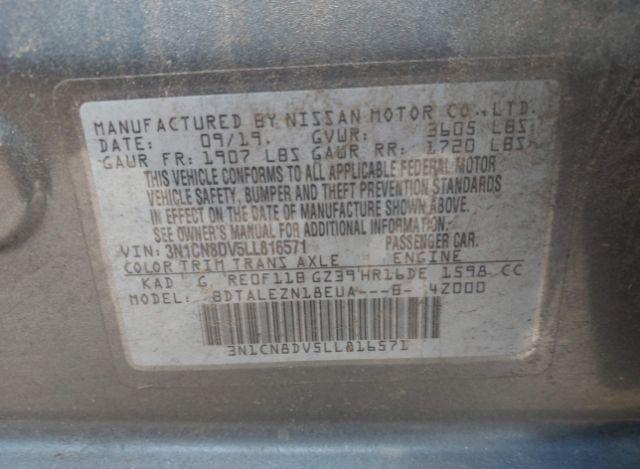 MANUFACTURED BY NISSAN MOTOR CO., LTD.
DATE: 09/19. GVWR: 3605 LBS
GAWR FR: 1907 LBS GAWR RR: 1720 LBS
THIS VEHICLE CONFORMS TO ALL APPLICABLE FEDERAL MOTOR
VEHICLE SAFETY, BUMPER AND THEFT PREVENTION STANDARDS
IN EFFECT ON THE DATE OF MANUFACTURE SHOWN ABOVE.
SEE OWNER'S MANUAL FOR ADDITIONAL INFORMATION.
VIN: 3N1CN8DV5LL816571 PASSENGER CAR.
COLOR TRIM TRANS AXLE ENGINE
KAD G RE0F11B GZ39 HR16DE 1598 CC
MODEL: BDTALEZN18EUA---B- 4Z000
3N1CN8DV5LL816571